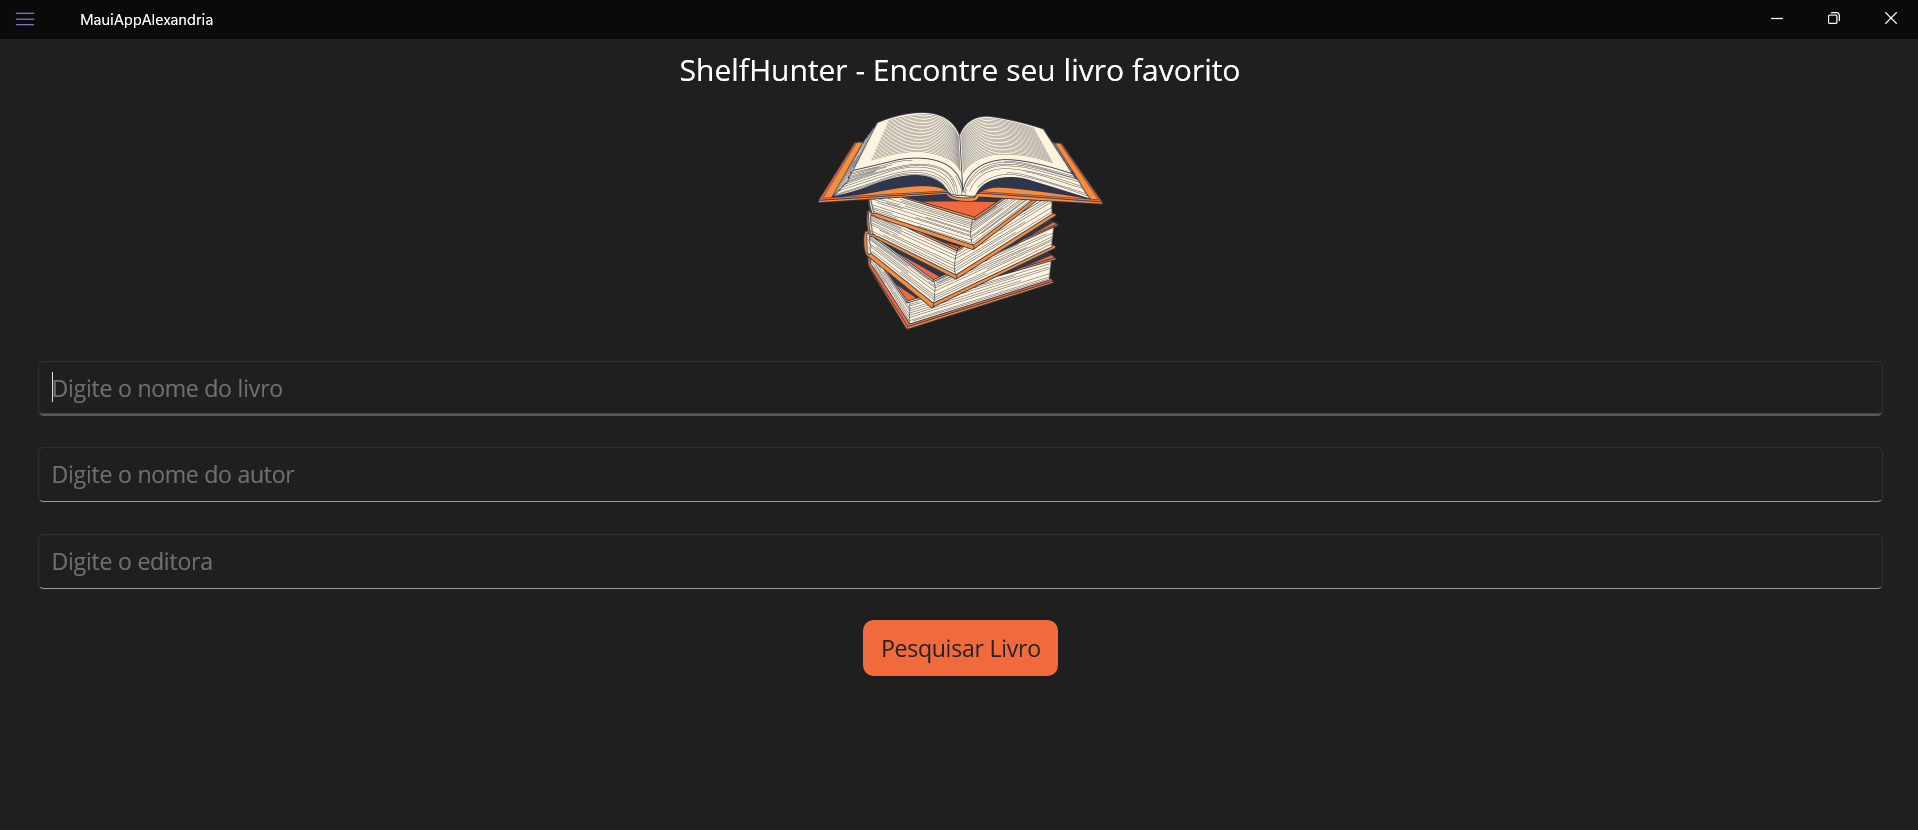 MauiAppAlexandria
ShelfHunter - Encontre seu livro favorito
Digite o nome do livro
Digite o nome do autor
Digite o editora
Pesquisar Livro